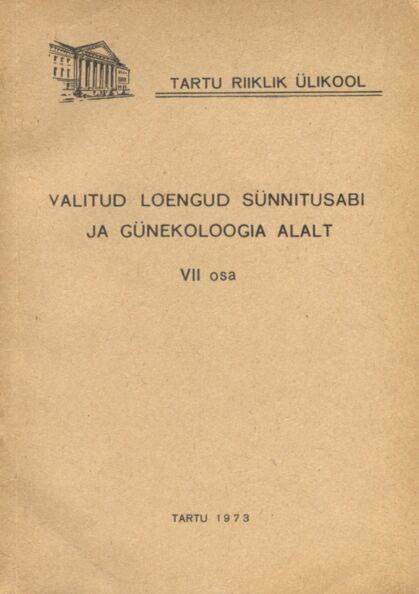 TARTU RIIKLIK ÜLIKOOL
VALITUD LOENGUD SÜNNITUSABI
JA GÜNEKOLOOGIA ALALT
VII osa
TARTU 1973